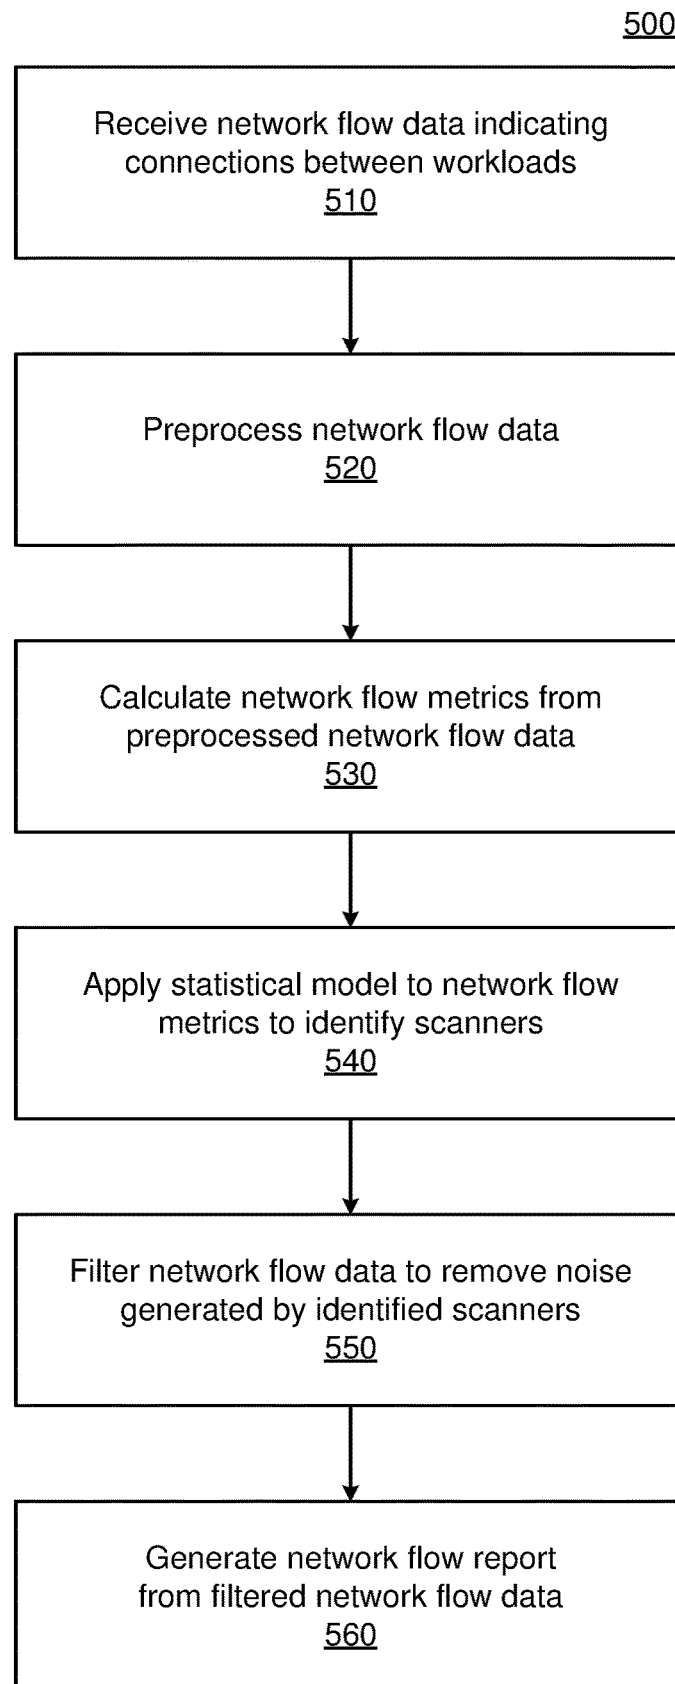 500
Receive network flow data indicating
connections between workloads
510
Preprocess network flow data
520
Calculate network flow metrics from
preprocessed network flow data
530
Apply statistical model to network flow
metrics to identify scanners
540
Filter network flow data to remove noise
generated by identified scanners
550
Generate network flow report
from filtered network flow data
560